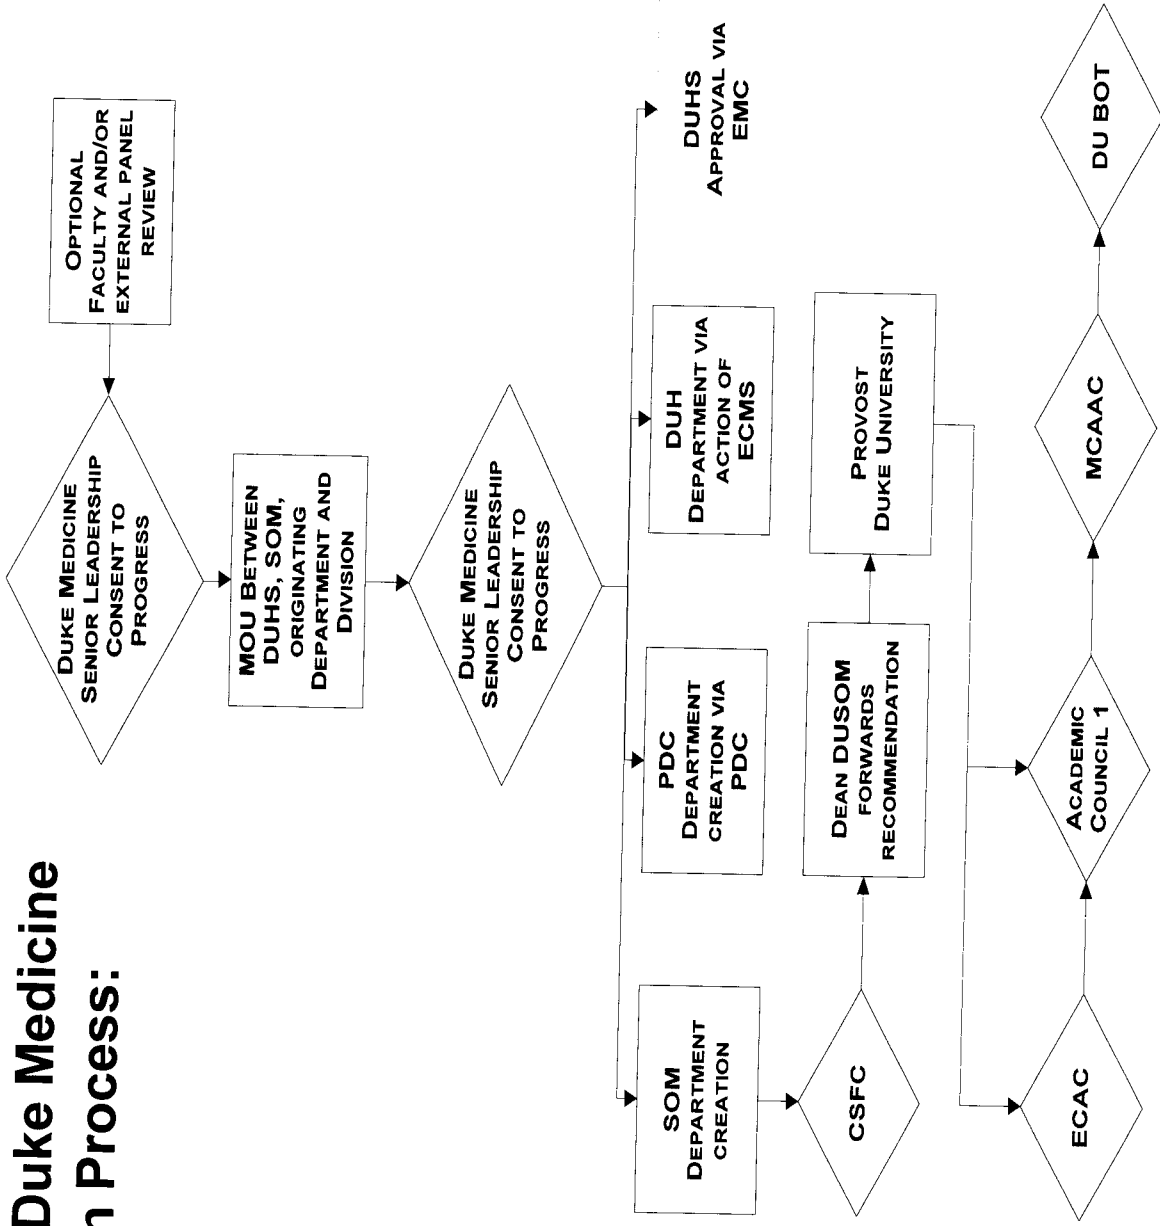 Duke Medicine
n Process:
OPTIONAL
FACULTY AND/OR
EXTERNAL PANEL
REVIEW
DUKE MEDICINE
SENIOR LEADERSHIP
CONSENT TO
PROGRESS
MOU BETWEEN
DUHS, SOM,
ORIGINATING
DEPARTMENT AND
DIVISION
DUKE MEDICINE
SENIOR LEADERSHIP
CONSENT TO
PROGRESS
SOM
DEPARTMENT
CREATION
PDC
DEPARTMENT
CREATION VIA
PDC
DUH
DEPARTMENT VIA
ACTION OF
ECMS
DUHS
APPROVAL VIA
EMC
CSFC
DEAN DUSOM
FORWARDS
RECOMMENDATION
PROVOST
DUKE UNIVERSITY
ECAC
ACADEMIC
COUNCIL 1
MCAAC
DU BOT